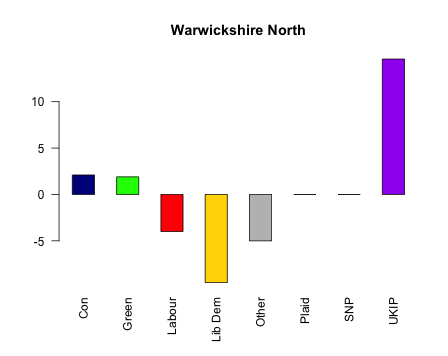 Warwickshire North
10
5
0
-5
Con
Green
Labour
Lib Dem
Other
Plaid
SNP
UKIP